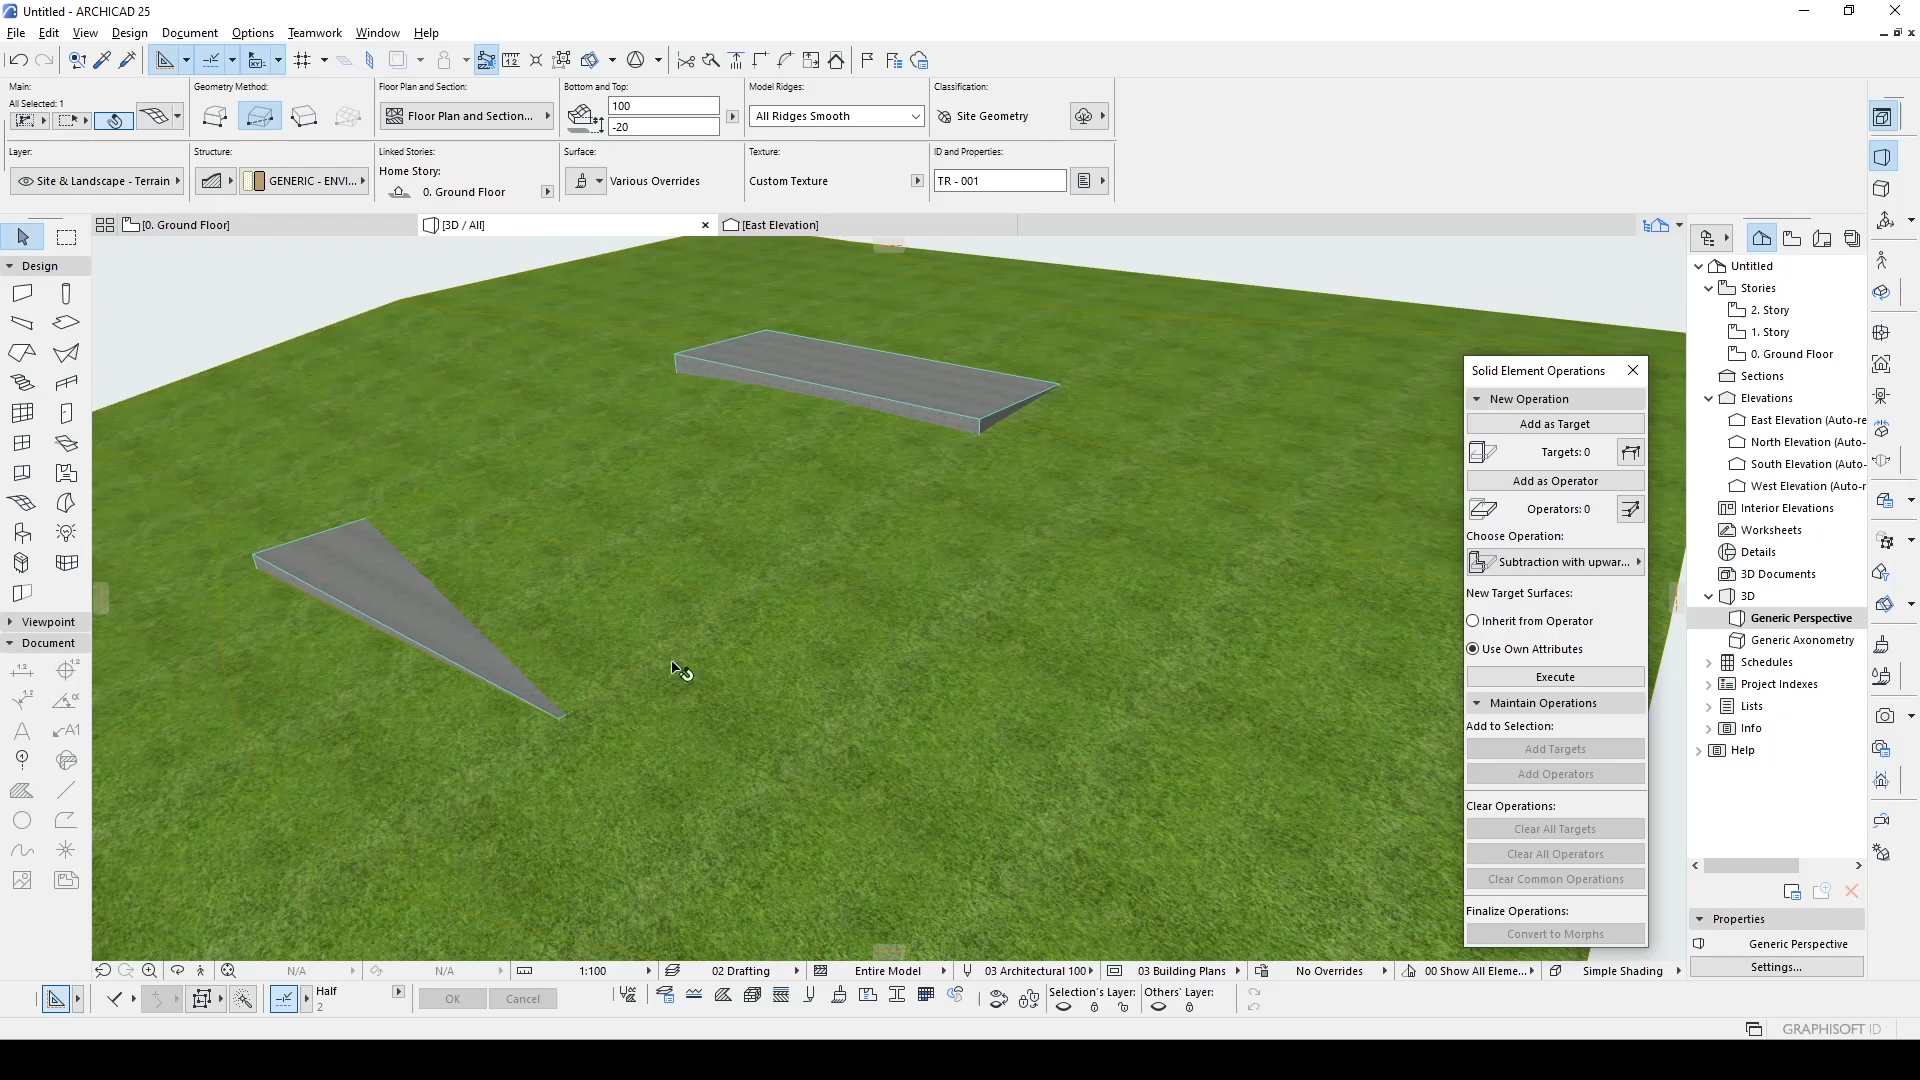 Untitled - ARCHICAD 25
File Edit View Design Document Options Teamwork Window Help
Main:
All Selected: 1
Geometry Method:
Floor Plan and Section:
Floor Plan and Section...
Bottom and Top:
100
-20
Model Ridges:
All Ridges Smooth
Classification:
Site Geometry
Layer:
Site & Landscape - Terrain
Structure:
GENERIC - ENVI...
Linked Stories:
Home Story:
0. Ground Floor
Surface:
Various Overrides
Texture:
Custom Texture
ID and Properties:
TR - 001
[0. Ground Floor]
[3D / All]
[East Elevation]
Design
Viewpoint
Document
1.2
1.2
α
A
A1
Solid Element Operations
New Operation
Add as Target
Targets: 0
Add as Operator
Operators: 0
Choose Operation:
Subtraction with upwar...
New Target Surfaces:
Inherit from Operator
Use Own Attributes
Execute
Maintain Operations
Add to Selection:
Add Targets
Add Operators
Clear Operations:
Clear All Targets
Clear All Operators
Clear Common Operations
Finalize Operations:
Convert to Morphs
Untitled
Stories
2. Story
1. Story
0. Ground Floor
Sections
Elevations
East Elevation (Auto-re
North Elevation (Auto-
South Elevation (Auto-
West Elevation (Auto-r
Interior Elevations
Worksheets
Details
3D Documents
3D
Generic Perspective
Generic Axonometry
Schedules
Project Indexes
Lists
Info
Help
Properties
Generic Perspective
Settings...
N/A
N/A
1:100
02 Drafting
Entire Model
03 Architectural 100
03 Building Plans
No Overrides
00 Show All Eleme...
Simple Shading
Half
2
OK
Cancel
Selection's Layer:
Others' Layer:
GRAPHISOFT ID